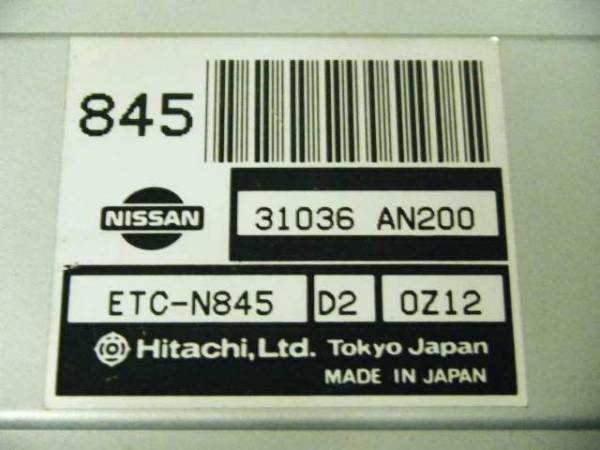 845
NISSAN
31036 AN200
ETC-N845 D2 0Z12
Hitachi, Ltd. Tokyo Japan
MADE IN JAPAN